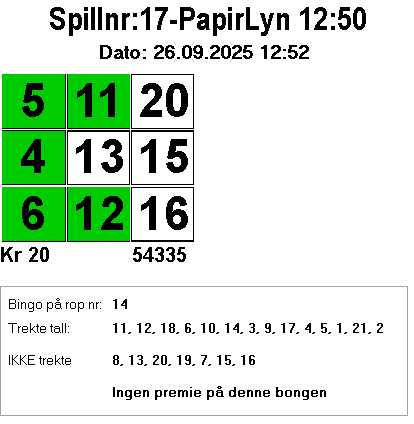 Spillnr:17-PapirLyn 12:50
Dato: 26.09.2025 12:52
5 11 20
4 13 15
6 12 16
Kr 20 54335
Bingo på rop nr: 14
Trekte tall: 11, 12, 18, 6, 10, 14, 3, 9, 17, 4, 5, 1, 21, 2
IKKE trekte 8, 13, 20, 19, 7, 15, 16
Ingen premie på denne bongen